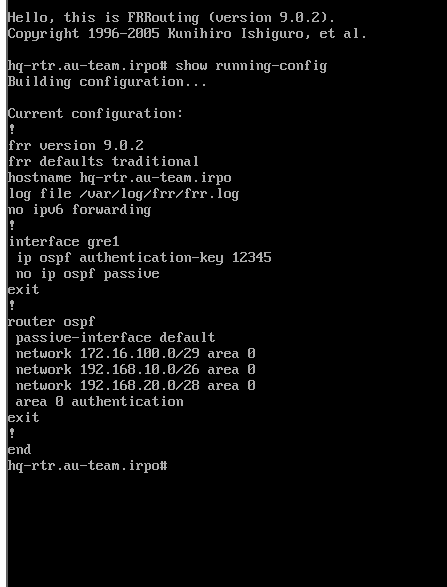 Hello, this is FRRouting (version 9.0.2).
Copyright 1996-2005 Kunihiro Ishiguro, et al.
hq-rtr.au-team.irpo# show running-config
Building configuration...
Current configuration:
!
frr version 9.0.2
frr defaults traditional
hostname hq-rtr.au-team.irpo
log file /var/log/frr/frr.log
no ipv6 forwarding
!
interface gre1
 ip ospf authentication-key 12345
 no ip ospf passive
exit
!
router ospf
 passive-interface default
 network 172.16.100.0/29 area 0
 network 192.168.10.0/26 area 0
 network 192.168.20.0/28 area 0
 area 0 authentication
exit
!
end
hq-rtr.au-team.irpo#